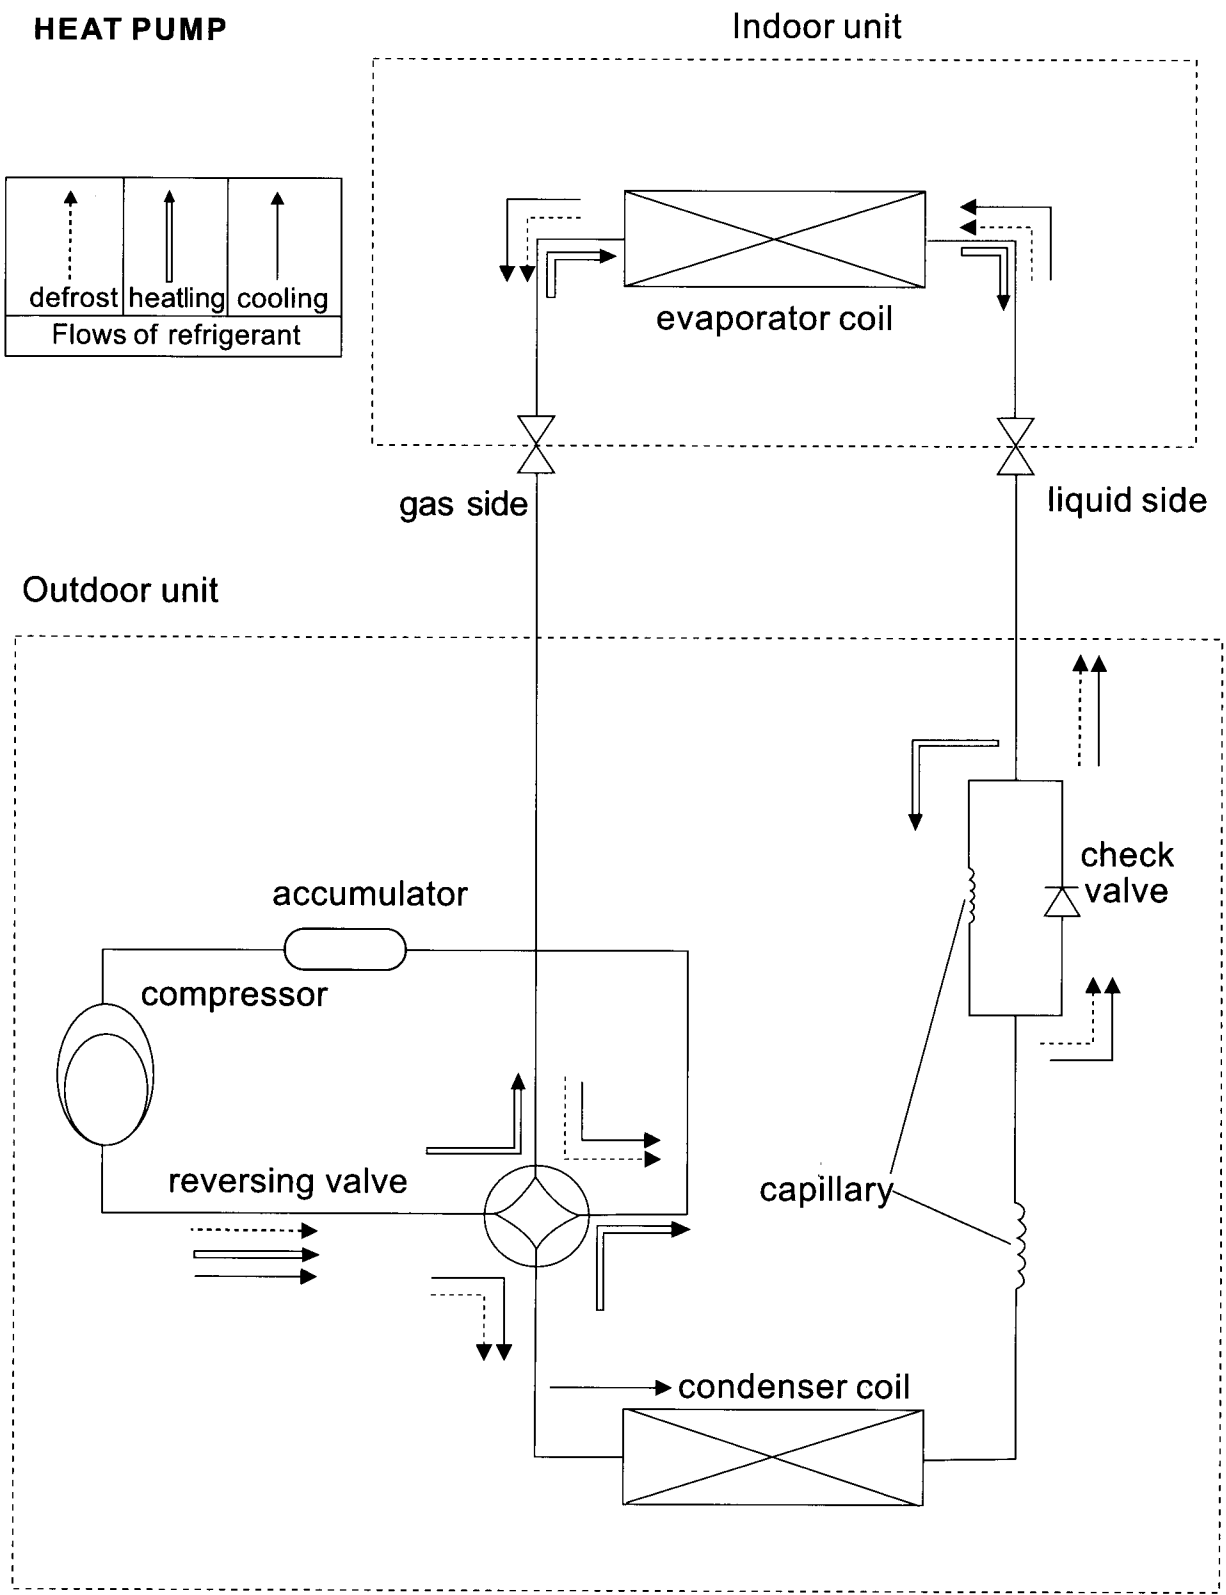 HEAT PUMP
Indoor unit
defrost heatling cooling
Flows of refrigerant
evaporator coil
gas side
liquid side
Outdoor unit
check
valve
accumulator
compressor
reversing valve
capillary
condenser coil